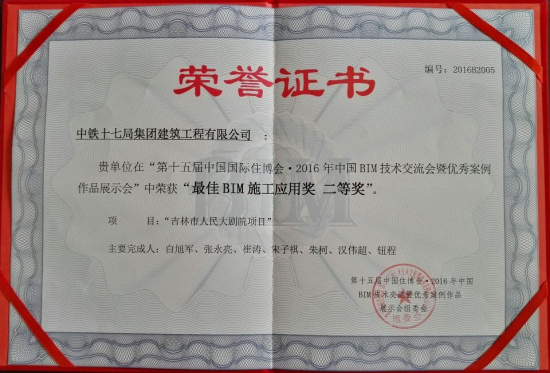 编号：201682005
荣誉证书
中铁十七局集团建筑工程有限公司 ：
贵单位在“第十五届中国国际住博会·2016年中国BIM技术交流会暨优秀案例
作品展示会”中荣获“最佳BIM施工应用奖 二等奖”。
项 目：“吉林市人民大剧院项目”
主要完成人：白旭军、张永亮、崔涛、宋子祺、朱柯、汉伟超、钮程
第十五届中国住博会·2016年中国
BIM技术交流暨优秀案例作品
展示会组委会
组委会